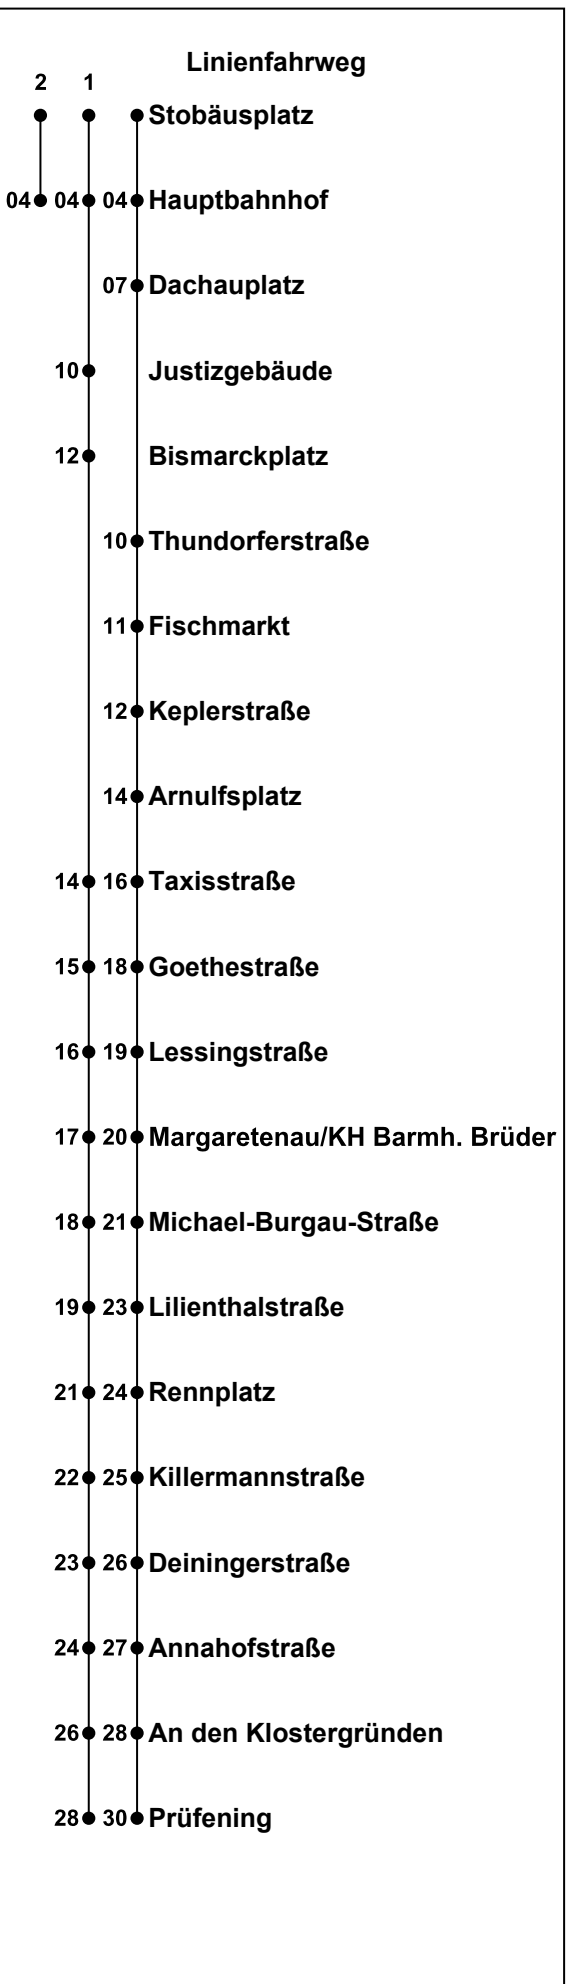 Linienfahrweg
2 1
Stobäusplatz
04 04 04 Hauptbahnhof
07 Dachauplatz
10 Justizgebäude
12 Bismarckplatz
10 Thundorferstraße
11 Fischmarkt
12 Keplerstraße
14 Arnulfsplatz
14 16 Taxisstraße
15 18 Goethestraße
16 19 Lessingstraße
17 20 Margaretenau/KH Barmh. Brüder
18 21 Michael-Burgau-Straße
19 23 Lilienthalstraße
21 24 Rennplatz
22 25 Killermannstraße
23 26 Deiningerstraße
24 27 Annahofstraße
26 28 An den Klostergründen
28 30 Prüfening